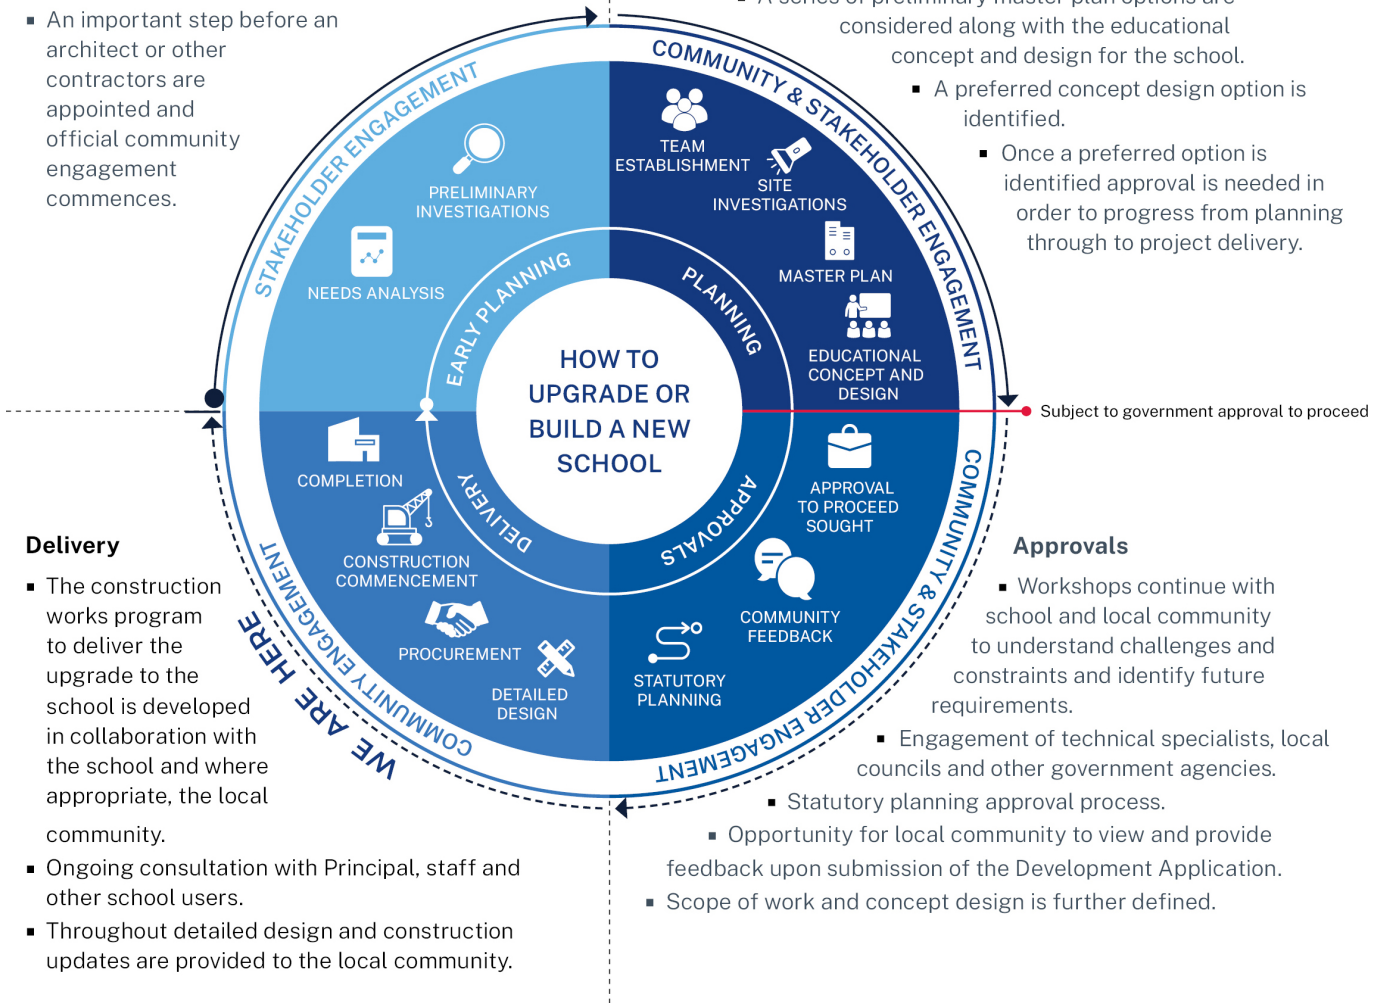 An important step before an
architect or other
contractors are
appointed and
official community
engagement
commences.
A series of preliminary master plan options are
considered along with the educational
concept and design for the school.
A preferred concept design option is
identified.
Once a preferred option is
identified approval is needed in
order to progress from planning
through to project delivery.
STAKEHOLDER ENGAGEMENT
COMMUNITY & STAKEHOLDER ENGAGEMENT
PRELIMINARY
INVESTIGATIONS
NEEDS ANALYSIS
EARLY PLANNING
TEAM
ESTABLISHMENT
SITE
INVESTIGATIONS
MASTER PLAN
EDUCATIONAL
CONCEPT AND
DESIGN
PLANNING
HOW TO
UPGRADE OR
BUILD A NEW
SCHOOL
Subject to government approval to proceed
APPROVAL
TO PROCEED
SOUGHT
COMMUNITY
FEEDBACK
STATUTORY
PLANNING
APPROVALS
COMMUNITY & STAKEHOLDER ENGAGEMENT
COMPLETION
CONSTRUCTION
COMMENCEMENT
PROCUREMENT
DETAILED
DESIGN
DELIVERY
COMMUNITY ENGAGEMENT
WE ARE HERE
Delivery
▪ The construction
works program
to deliver the
upgrade to the
school is developed
in collaboration with
the school and where
appropriate, the local
community.
▪ Ongoing consultation with Principal, staff and
other school users.
▪ Throughout detailed design and construction
updates are provided to the local community.
Approvals
▪ Workshops continue with
school and local community
to understand challenges and
constraints and identify future
requirements.
▪ Engagement of technical specialists, local
councils and other government agencies.
▪ Statutory planning approval process.
▪ Opportunity for local community to view and provide
feedback upon submission of the Development Application.
▪ Scope of work and concept design is further defined.